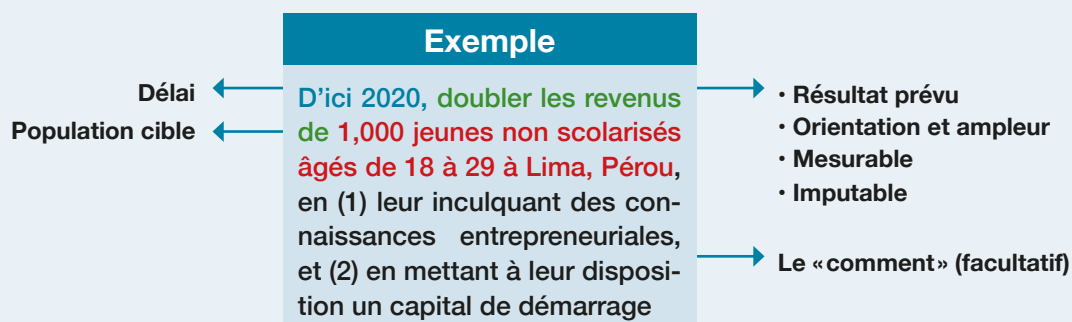 Exemple
Délai
Population cible
D’ici 2020, doubler les revenus
de 1,000 jeunes non scolarisés
âgés de 18 à 29 à Lima, Pérou,
en (1) leur inculquant des con-
naissances entrepreneuriales,
et (2) en mettant à leur disposi-
tion un capital de démarrage
• Résultat prévu
• Orientation et ampleur
• Mesurable
• Imputable
Le «comment» (facultatif)